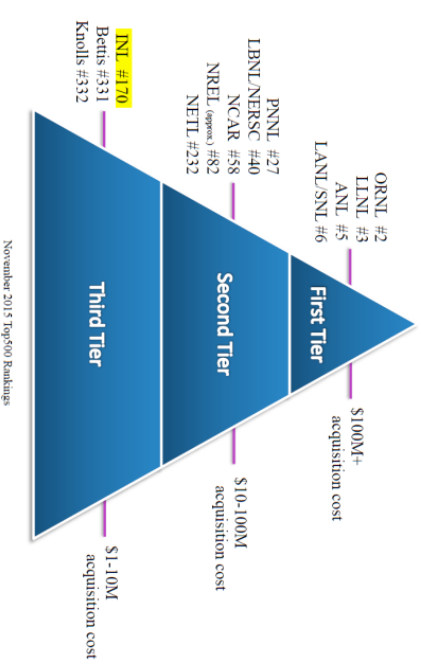 ORNL #2
LLNL #3
ANL #5
LANL/SNL #6
First Tier
$100M+
acquisition cost
PNNL #27
LBNL/NERSC #40
NCAR #58
NREL (approx.) #82
NETL #232
Second Tier
$10-100M
acquisition cost
INL #170
Bettis #331
Knolls #332
Third Tier
$1-10M
acquisition cost
November 2015 Top500 Rankings